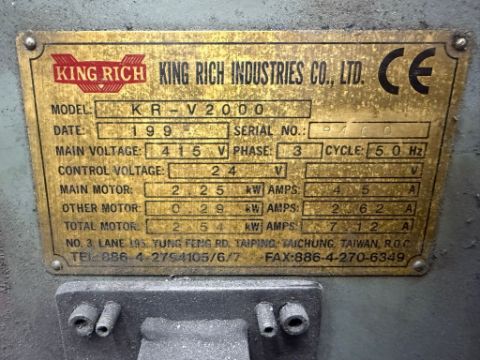 KING RICH
KING RICH INDUSTRIES CO., LTD. CE
MODEL: KR-V2000
DATE: 199 SERIAL NO.:
MAIN VOLTAGE: 415 V PHASE: 3 CYCLE: 50 Hz
CONTROL VOLTAGE: 24 V V
MAIN MOTOR: 2.25 kW AMPS: 4.5 A
OTHER MOTOR: 0.29 kW AMPS: 2.62 A
TOTAL MOTOR: 2.54 kW AMPS: 7.12 A
NO. 3 LANE 195, YUNG FENG RD, TAIPING, TAICHUNG, TAIWAN, R.O.C.
TEL:886-4-2794105/6/7 FAX:886-4-270-6349